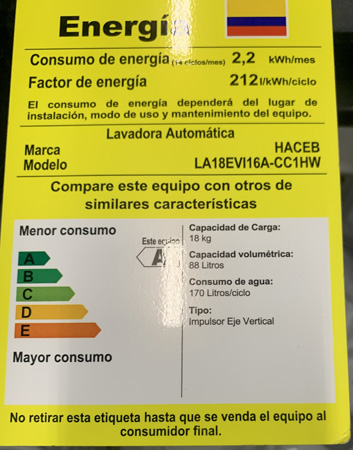 Energía
Consumo de energía (14 ciclos/mes) 2,2 kWh/mes
Factor de energía 212 l/kWh/ciclo
El consumo de energía dependerá del lugar de
instalación, modo de uso y mantenimiento del equipo.
Lavadora Automática
Marca HACEB
Modelo LA18EVI16A-CC1HW
Compare este equipo con otros de
similares características
Menor consumo
Este equipo
A
A
B
C
D
E
Mayor consumo
Capacidad de Carga:
18 kg
Capacidad volumétrica:
88 Litros
Consumo de agua:
170 Litros/ciclo
Tipo:
Impulsor Eje Vertical
No retirar esta etiqueta hasta que se venda el equipo al
consumidor final.